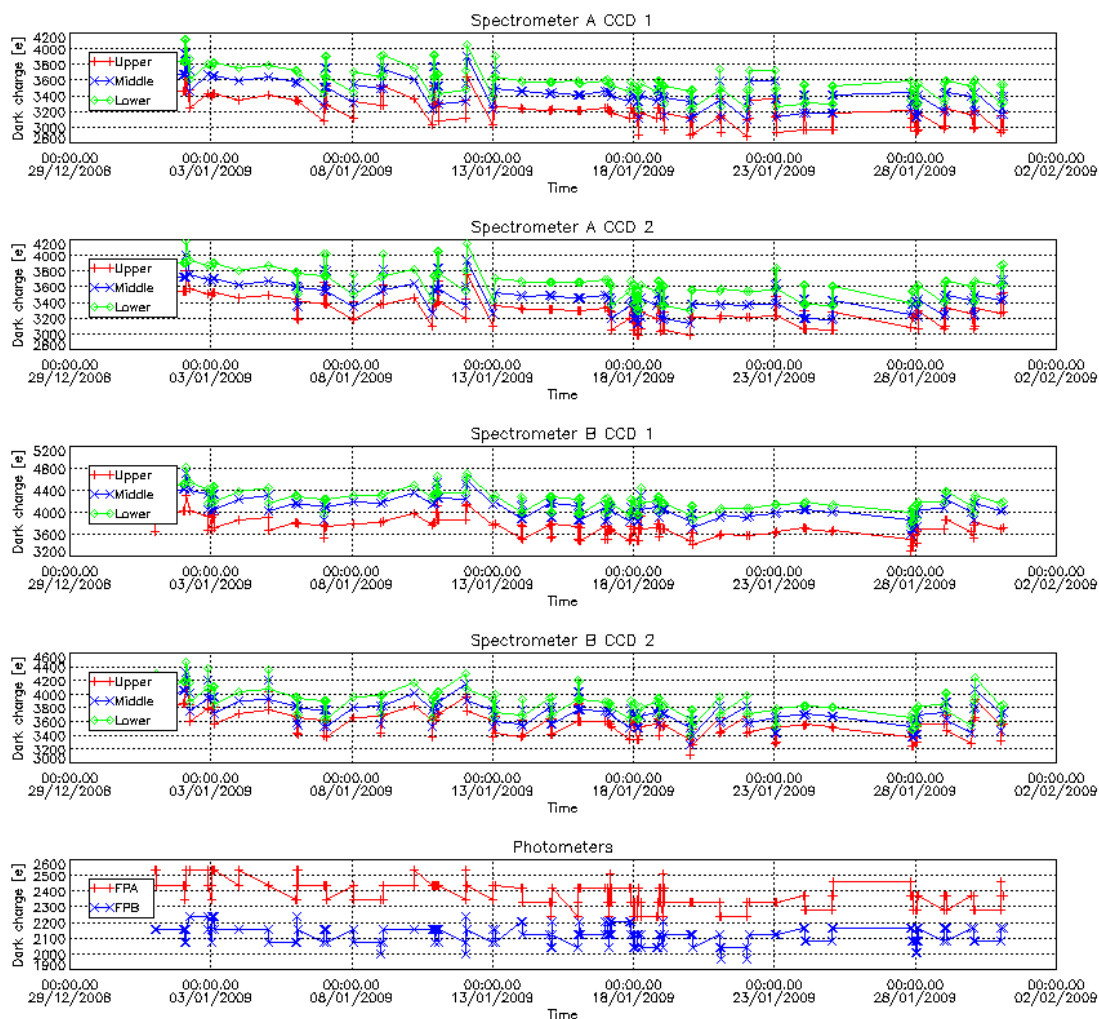 Spectrometer A CCD 1
Dark charge [e]
4200
4000
3600
3400
3200
3000
2800
Upper
Middle
Lower
00:00.00 00:00.00 00:00.00 00:00.00 00:00.00 00:00.00 00:00.00 00:00.00
29/12/2008 03/01/2009 08/01/2009 13/01/2009 18/01/2009 23/01/2009 28/01/2009 02/02/2009
Time
Spectrometer A CCD 2
Dark charge [e]
4200
3800
3600
3400
3200
3000
2800
Upper
Middle
Lower
00:00.00 00:00.00 00:00.00 00:00.00 00:00.00 00:00.00 00:00.00 00:00.00
29/12/2008 03/01/2009 08/01/2009 13/01/2009 18/01/2009 23/01/2009 28/01/2009 02/02/2009
Time
Spectrometer B CCD 1
Dark charge [e]
5200
4800
4400
4000
3600
3200
Upper
Middle
Lower
00:00.00 00:00.00 00:00.00 00:00.00 00:00.00 00:00.00 00:00.00 00:00.00
29/12/2008 03/01/2009 08/01/2009 13/01/2009 18/01/2009 23/01/2009 28/01/2009 02/02/2009
Time
Spectrometer B CCD 2
Dark charge [e]
4600
4400
4200
4000
3800
3600
3400
3200
3000
Upper
Middle
Lower
00:00.00 00:00.00 00:00.00 00:00.00 00:00.00 00:00.00 00:00.00 00:00.00
29/12/2008 03/01/2009 08/01/2009 13/01/2009 18/01/2009 23/01/2009 28/01/2009 02/02/2009
Time
Photometers
Dark charge [e]
2600
2500
2400
2300
2200
2100
2000
1900
FPA
FPB
00:00.00 00:00.00 00:00.00 00:00.00 00:00.00 00:00.00 00:00.00 00:00.00
29/12/2008 03/01/2009 08/01/2009 13/01/2009 18/01/2009 23/01/2009 28/01/2009 02/02/2009
Time